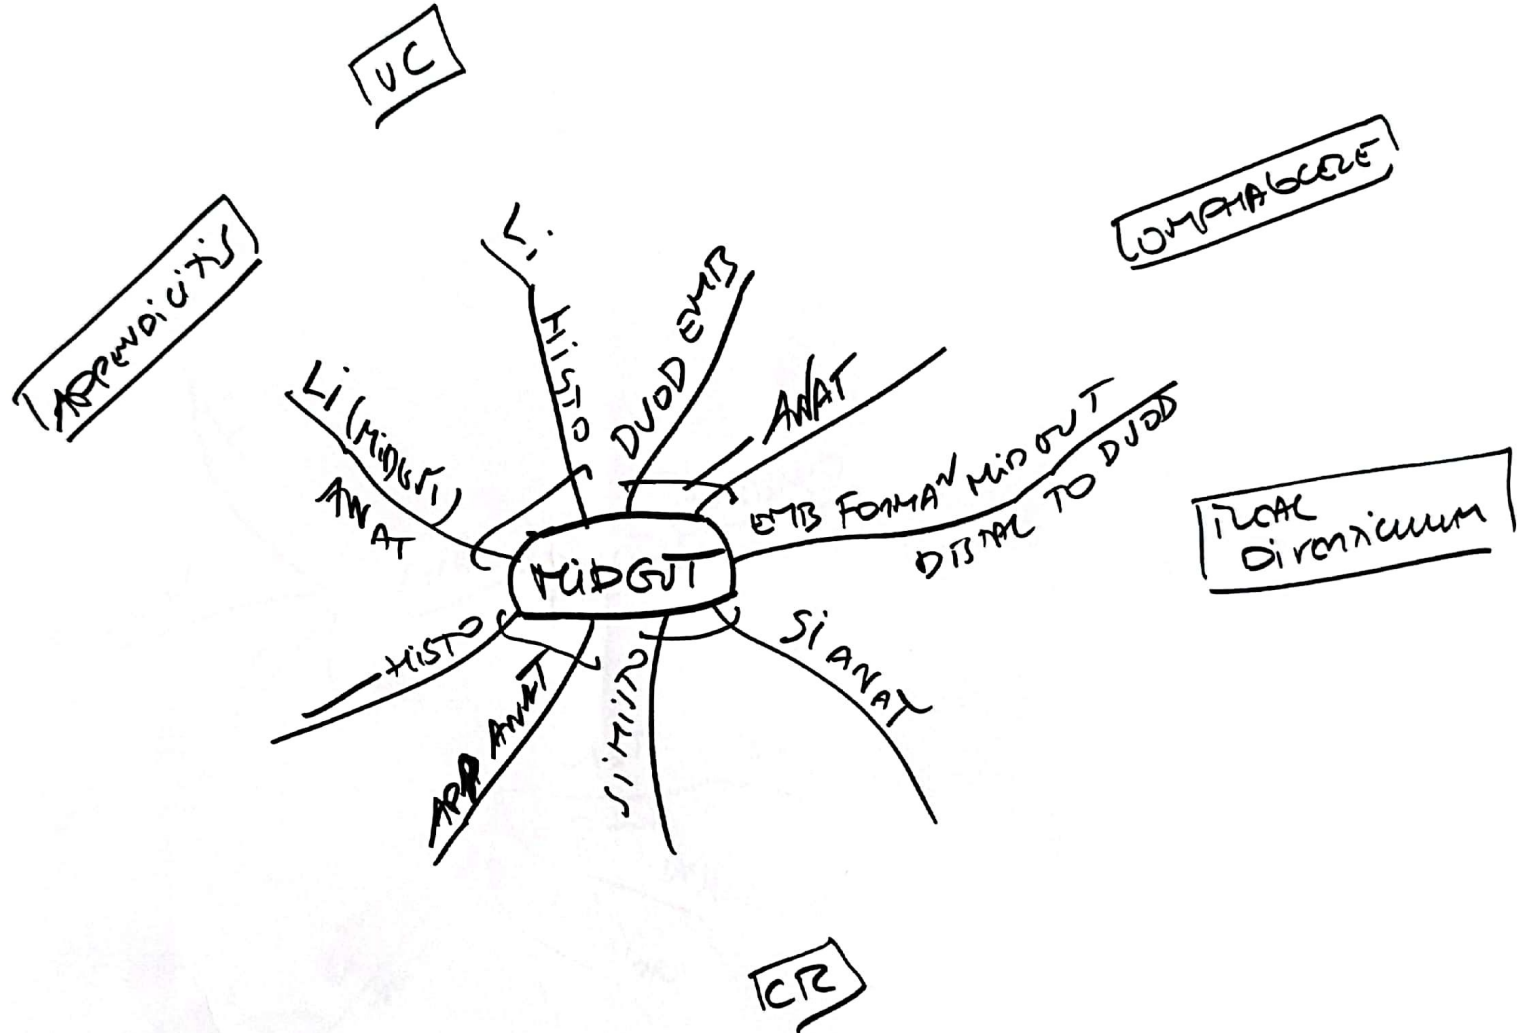 UC
OMPHALOCELE
APPENDICITIS
Li
HISTO
DUOD EMB
ANAT
Li (MIDGUT)
ANAT
EMB FORMAN MIDGUT
DISTAL TO DUOD
ILEAL
DIVERTICULUM
MIDGUT
HISTO
APP ANAT
Si HISTO
Si ANAT
CR